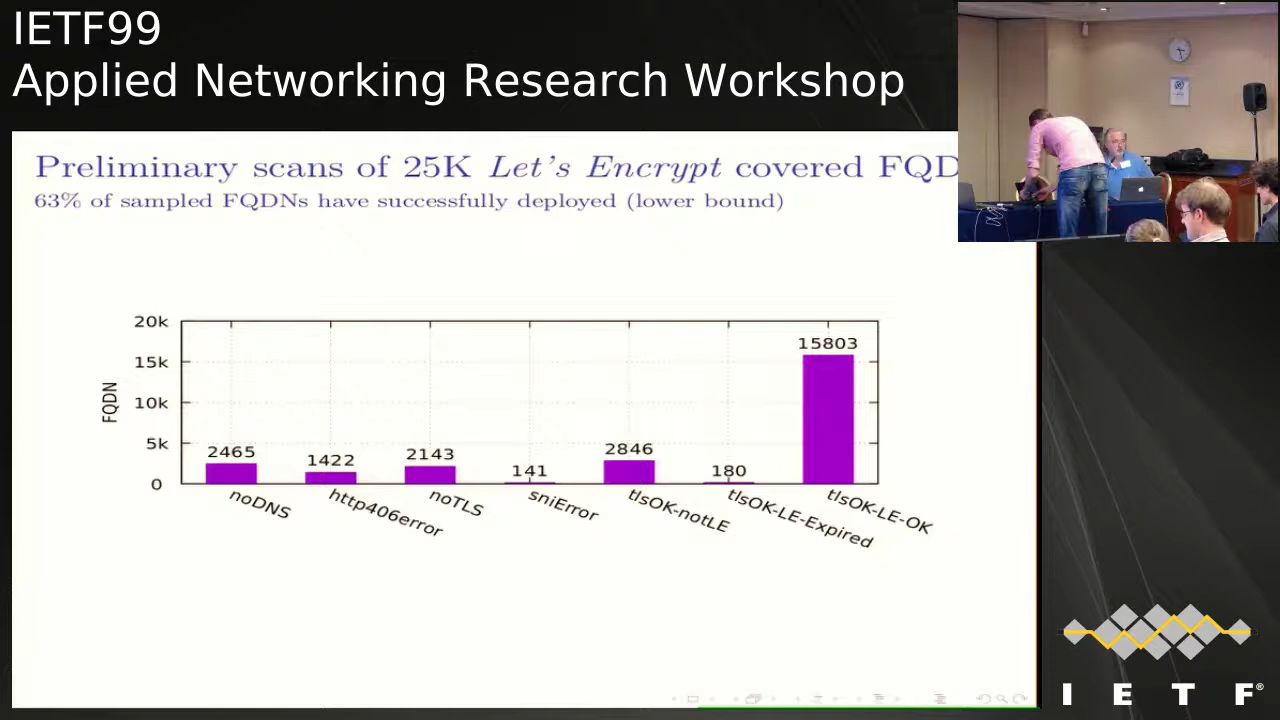 IETF99
Applied Networking Research Workshop
Preliminary scans of 25K Let's Encrypt covered FQD
63% of sampled FQDNs have successfully deployed (lower bound)
20k
15k
10k
5k
0
FQDN
2465
1422
2143
141
2846
180
15803
noDNS
http406error
noTLS
sniError
tlsOK-notLE
tlsOK-LE-Expired
tlsOK-LE-OK
I E T F®